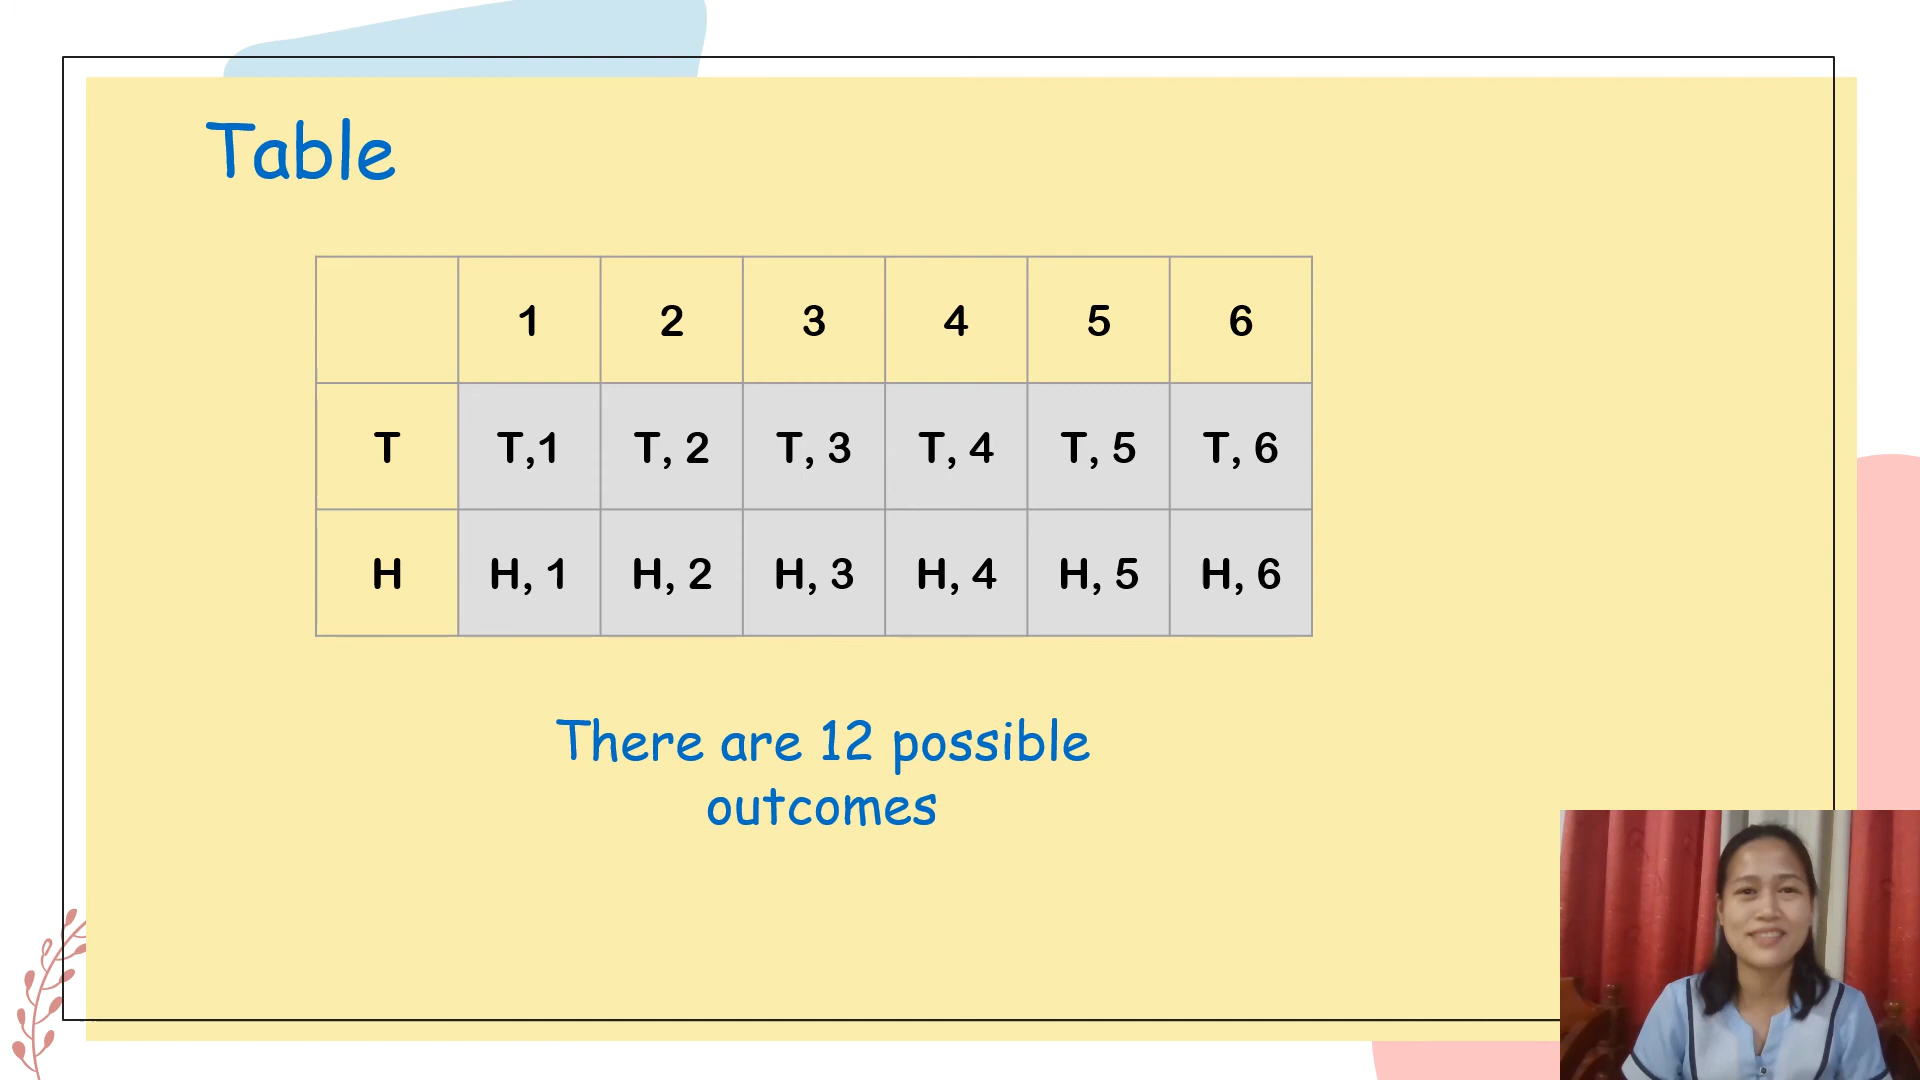 Table
1 2 3 4 5 6
T T,1 T, 2 T, 3 T, 4 T, 5 T, 6
H H, 1 H, 2 H, 3 H, 4 H, 5 H, 6
There are 12 possible
outcomes